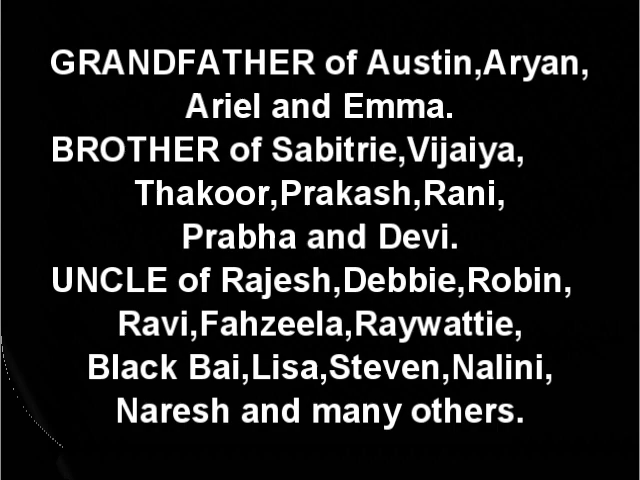 GRANDFATHER of Austin,Aryan,
Ariel and Emma.
BROTHER of Sabitrie,Vijaiya,
Thakoor,Prakash,Rani,
Prabha and Devi.
UNCLE of Rajesh,Debbie,Robin,
Ravi,Fahzeela,Raywattie,
Black Bai,Lisa,Steven,Nalini,
Naresh and many others.